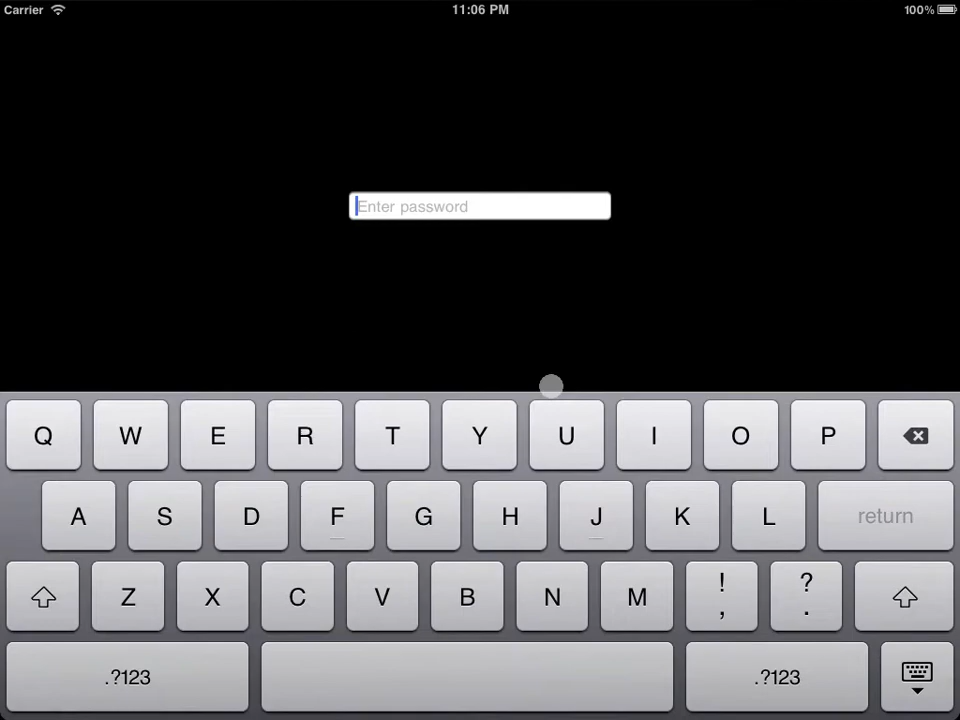 Carrier 11:06 PM 100%
Enter password
Q W E R T Y U I O P
A S D F G H J K L return
Z X C V B N M ! , ? .
.?123 .?123